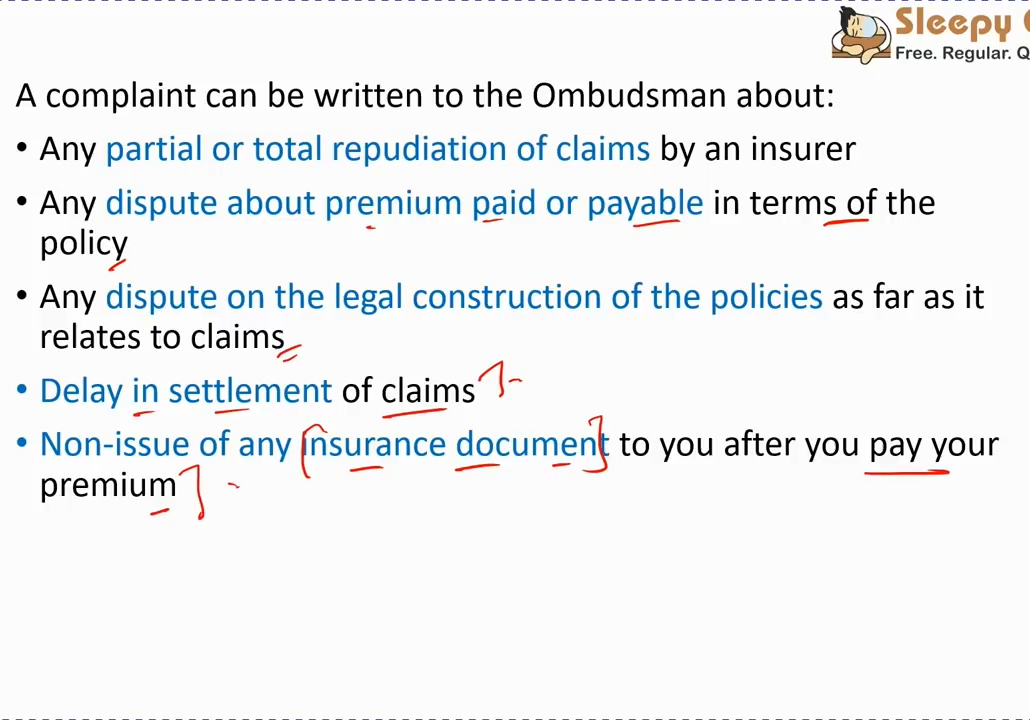 Sleepy
Free. Regular. Q
A complaint can be written to the Ombudsman about:
• Any partial or total repudiation of claims by an insurer
• Any dispute about premium paid or payable in terms of the
policy
• Any dispute on the legal construction of the policies as far as it
relates to claims
• Delay in settlement of claims
• Non-issue of any insurance document to you after you pay your
premium